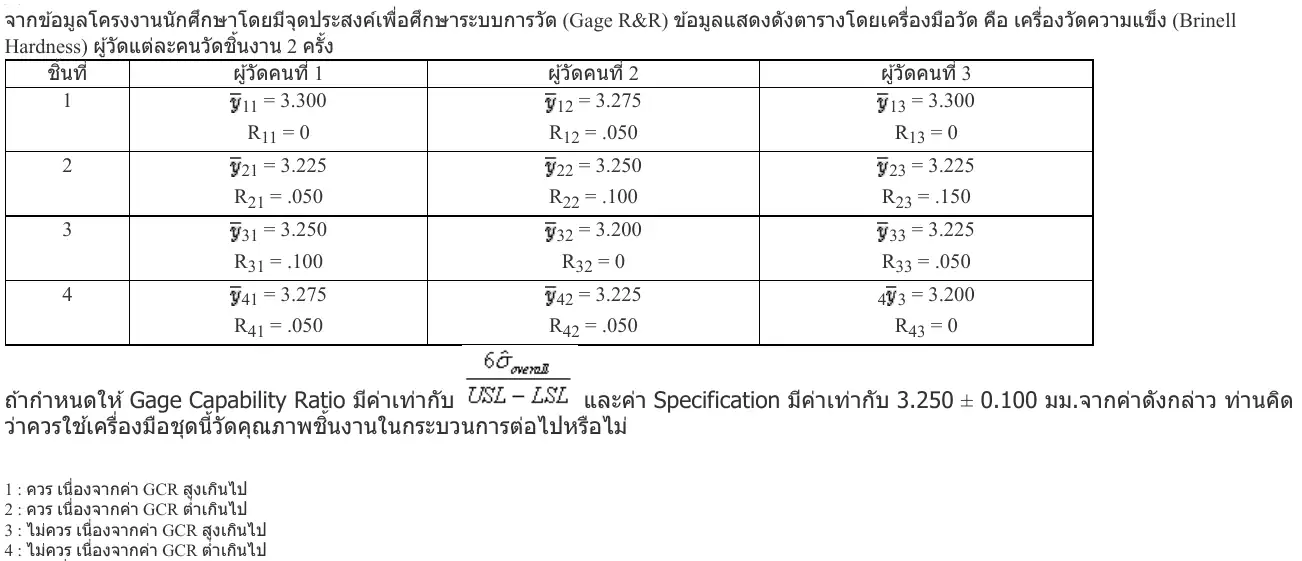 จากข้อมูลโครงงานนักศึกษาโดยมีจุดประสงค์เพื่อศึกษาระบบการวัด (Gage R&R) ข้อมูลแสดงดังตารางโดยเครื่องมือวัด คือ เครื่องวัดความแข็ง (Brinell
Hardness) ผู้วัดแต่ละคนวัดชิ้นงาน 2 ครั้ง
ชิ้นที่ ผู้วัดคนที่ 1 ผู้วัดคนที่ 2 ผู้วัดคนที่ 3
1 ȳ11 = 3.300 ȳ12 = 3.275 ȳ13 = 3.300
R11 = 0 R12 = .050 R13 = 0
2 ȳ21 = 3.225 ȳ22 = 3.250 ȳ23 = 3.225
R21 = .050 R22 = .100 R23 = .150
3 ȳ31 = 3.250 ȳ32 = 3.200 ȳ33 = 3.225
R31 = .100 R32 = 0 R33 = .050
4 ȳ41 = 3.275 ȳ42 = 3.225 4ȳ3 = 3.200
R41 = .050 R42 = .050 R43 = 0
6σ̂overall
ถ้ากำหนดให้ Gage Capability Ratio มีค่าเท่ากับ USL − LSL และค่า Specification มีค่าเท่ากับ 3.250 ± 0.100 มม.จากค่าดังกล่าว ท่านคิด
ว่าควรใช้เครื่องมือชุดนี้วัดคุณภาพชิ้นงานในกระบวนการต่อไปหรือไม่
1 : ควร เนื่องจากค่า GCR สูงเกินไป
2 : ควร เนื่องจากค่า GCR ต่ำเกินไป
3 : ไม่ควร เนื่องจากค่า GCR สูงเกินไป
4 : ไม่ควร เนื่องจากค่า GCR ต่ำเกินไป